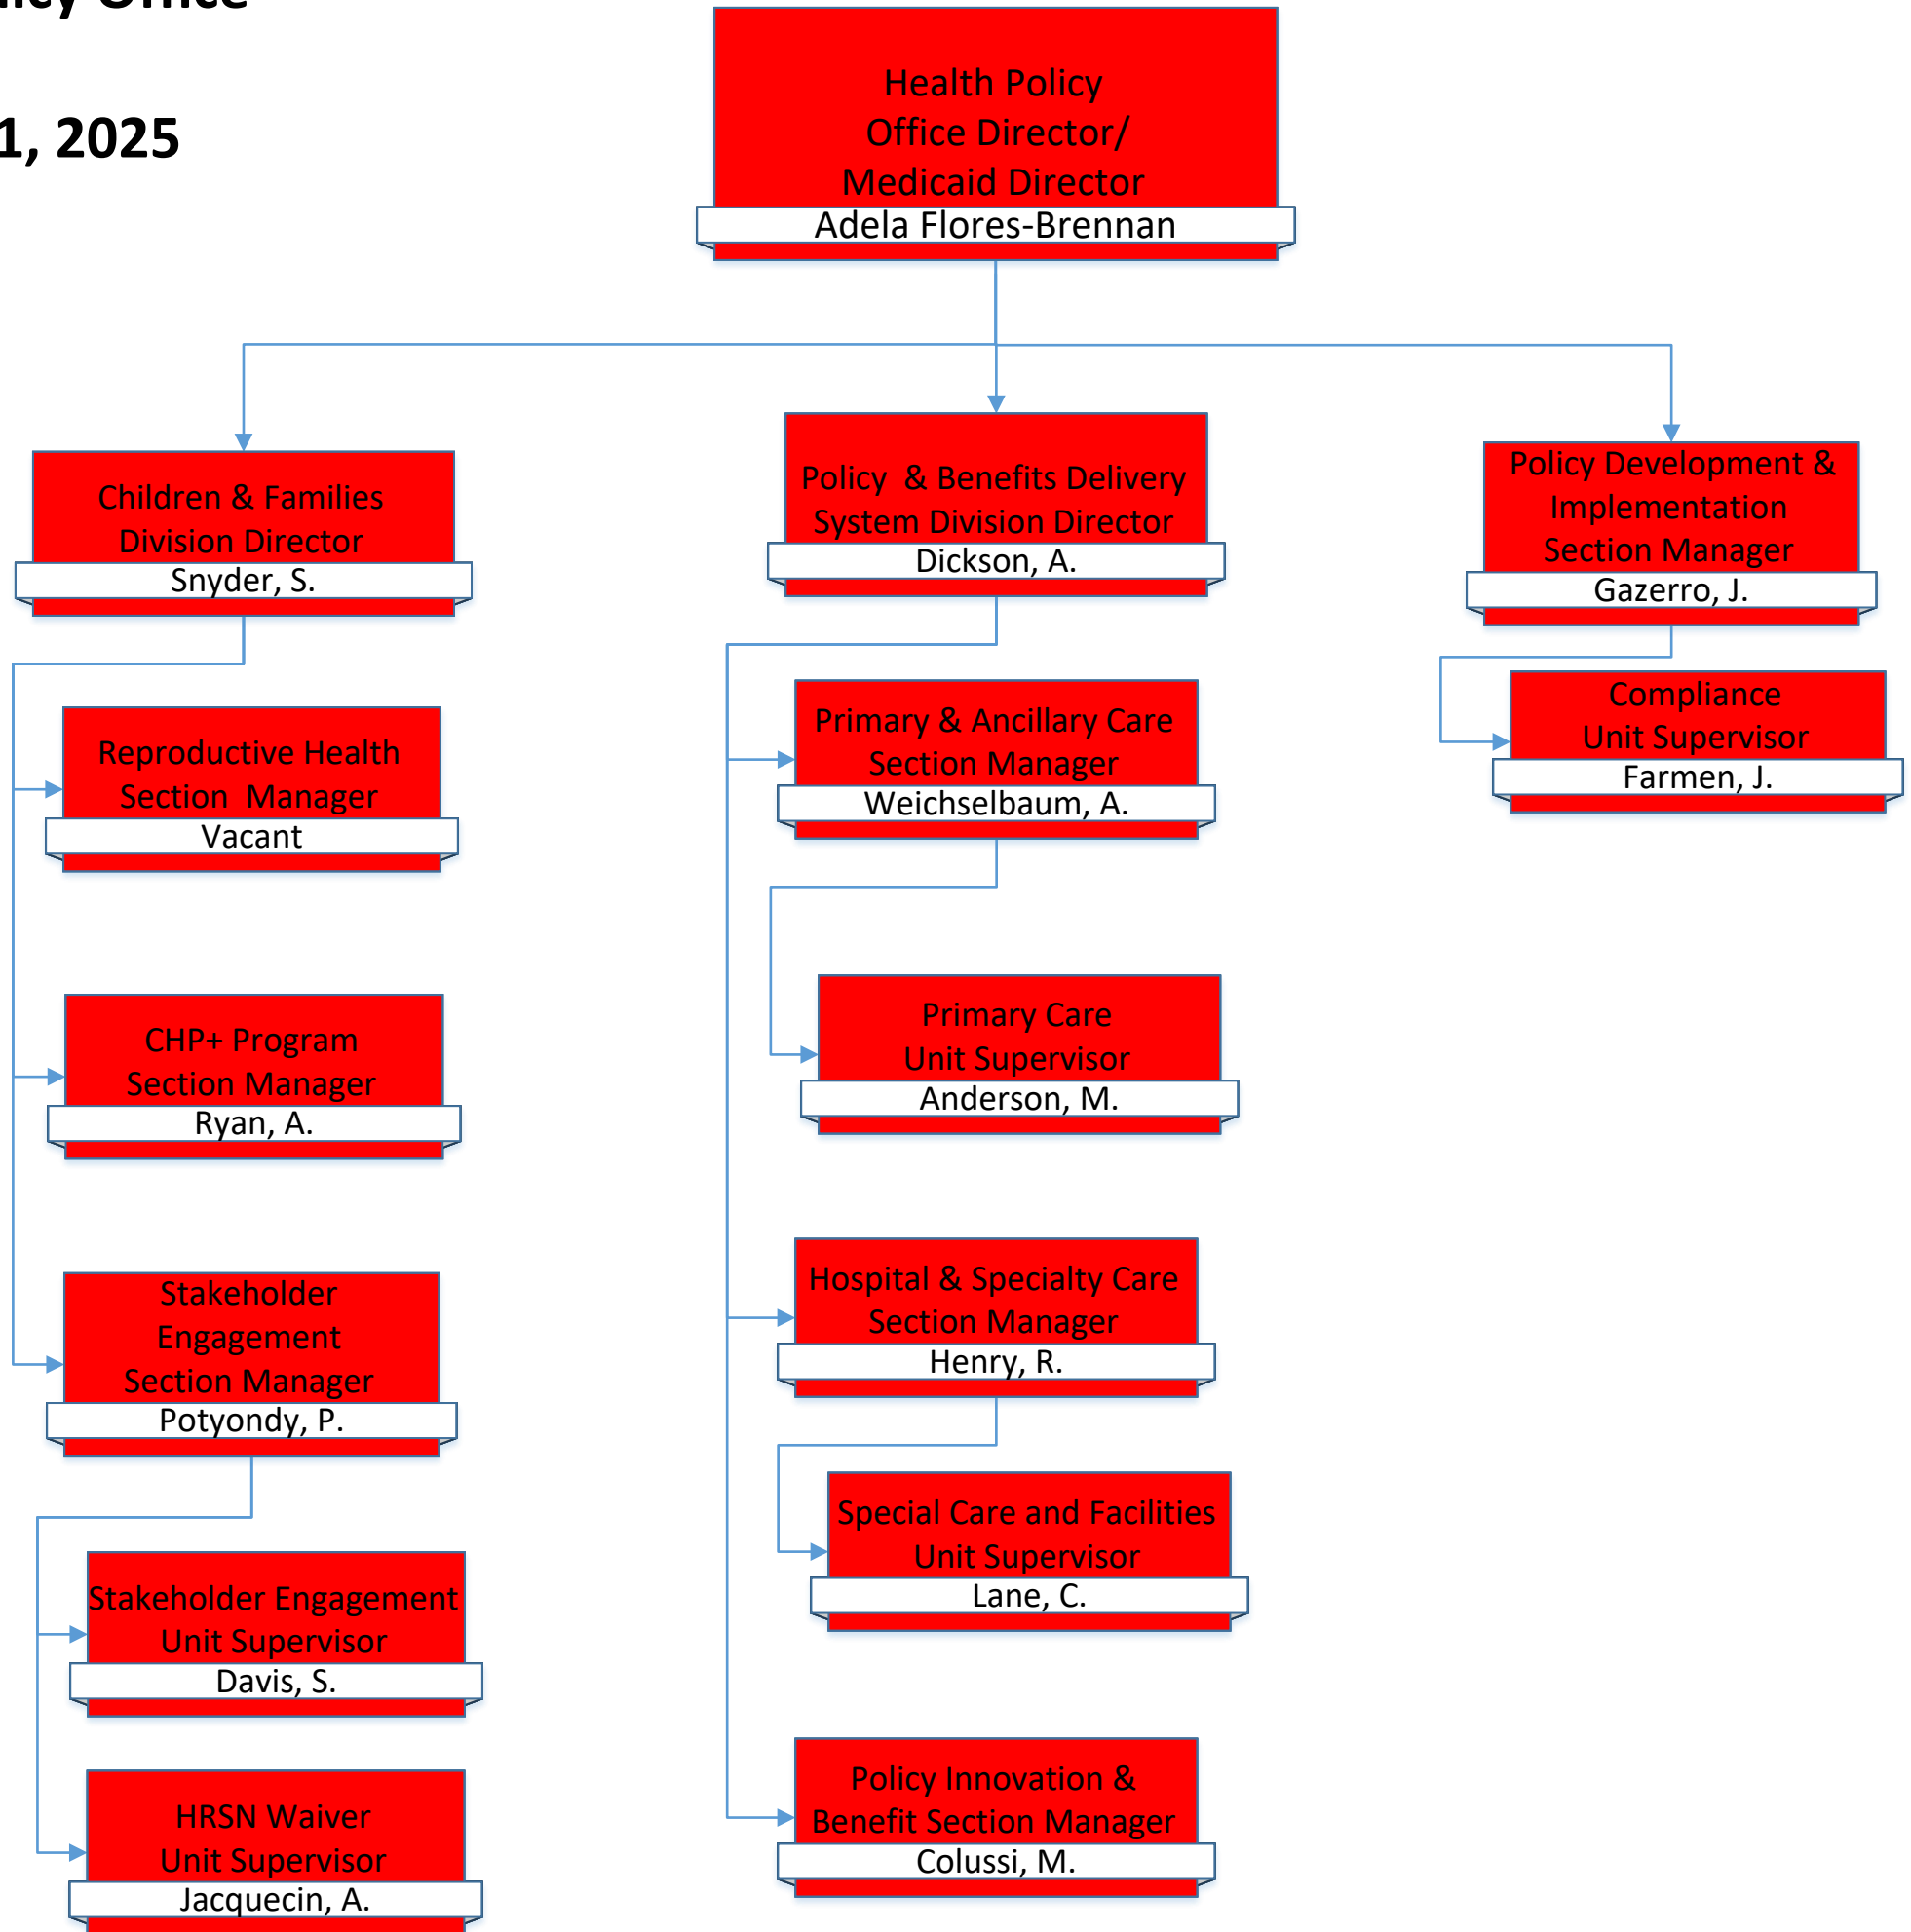 Office
1, 2025
Health Policy
Office Director/
Medicaid Director
Adela Flores-Brennan
Children & Families
Division Director
Snyder, S.
Reproductive Health
Section Manager
Vacant
CHP+ Program
Section Manager
Ryan, A.
Stakeholder
Engagement
Section Manager
Potyondy, P.
Stakeholder Engagement
Unit Supervisor
Davis, S.
HRSN Waiver
Unit Supervisor
Jacquecin, A.
Policy & Benefits Delivery
System Division Director
Dickson, A.
Primary & Ancillary Care
Section Manager
Weichselbaum, A.
Primary Care
Unit Supervisor
Anderson, M.
Hospital & Specialty Care
Section Manager
Henry, R.
Special Care and Facilities
Unit Supervisor
Lane, C.
Policy Innovation &
Benefit Section Manager
Colussi, M.
Policy Development &
Implementation
Section Manager
Gazerro, J.
Compliance
Unit Supervisor
Farmen, J.